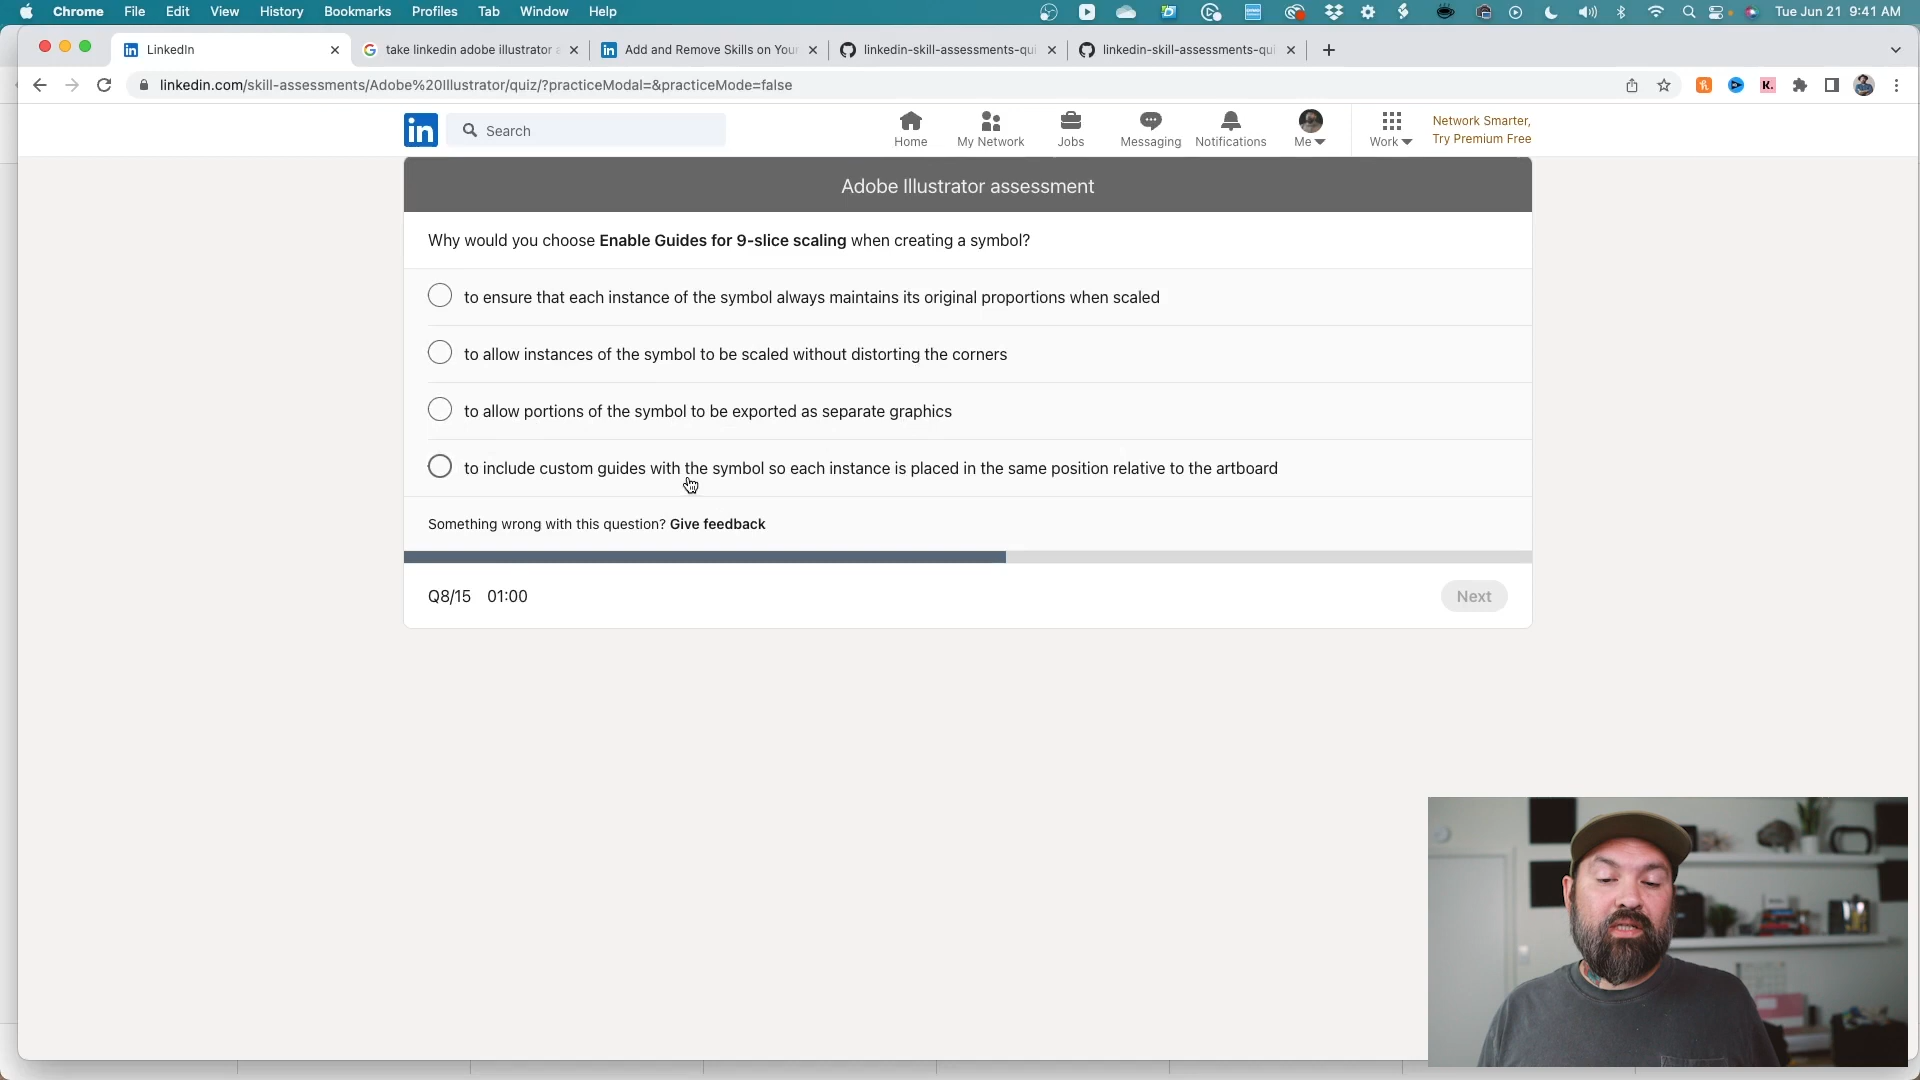 Chrome File Edit View History Bookmarks Profiles Tab Window Help Tue Jun 21 9:41 AM
LinkedIn take linkedin adobe illustrator Add and Remove Skills on You linkedin-skill-assessments-qui linkedin-skill-assessments-qui
linkedin.com/skill-assessments/Adobe%20Illustrator/quiz/?practiceModal=&practiceMode=false
in Search Home My Network Jobs Messaging Notifications Me Work Network Smarter,
Try Premium Free
Adobe Illustrator assessment
Why would you choose Enable Guides for 9-slice scaling when creating a symbol?
to ensure that each instance of the symbol always maintains its original proportions when scaled
to allow instances of the symbol to be scaled without distorting the corners
to allow portions of the symbol to be exported as separate graphics
to include custom guides with the symbol so each instance is placed in the same position relative to the artboard
Something wrong with this question? Give feedback
Q8/15 01:00 Next